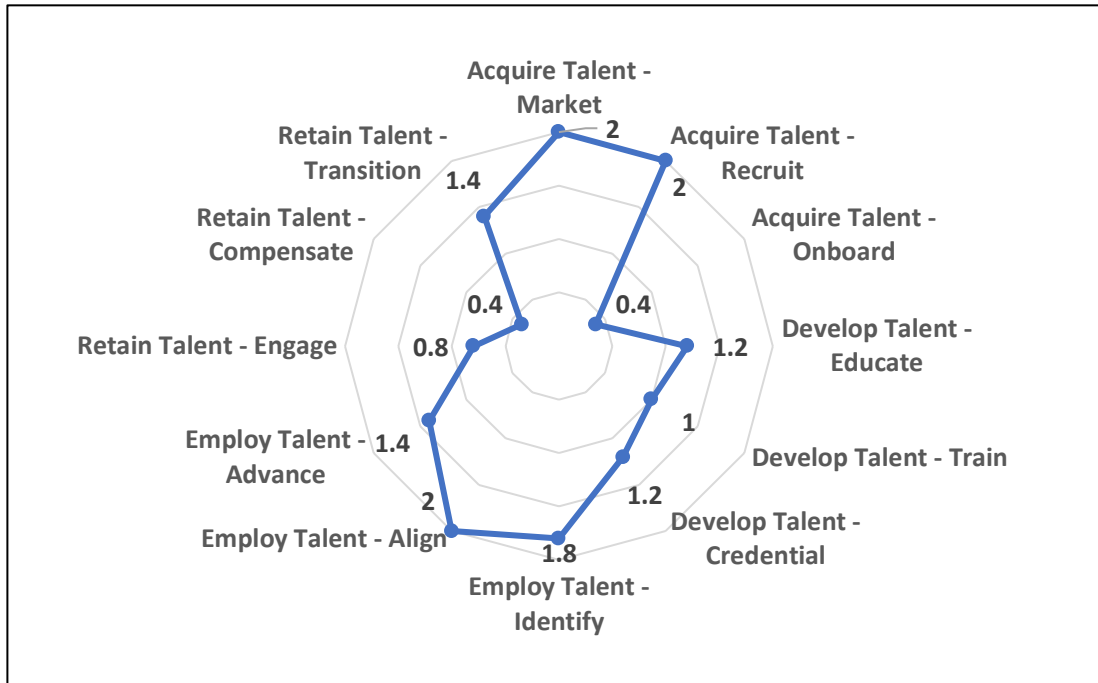 Acquire Talent -
Market
2
Acquire Talent -
Recruit
2
Acquire Talent -
Onboard
0.4
Develop Talent -
Educate
1.2
Develop Talent - Train
1
Develop Talent -
Credential
1.2
Employ Talent -
Identify
1.8
Employ Talent - Align
2
Employ Talent -
Advance
1.4
Retain Talent - Engage
0.8
Retain Talent -
Compensate
0.4
Retain Talent -
Transition
1.4